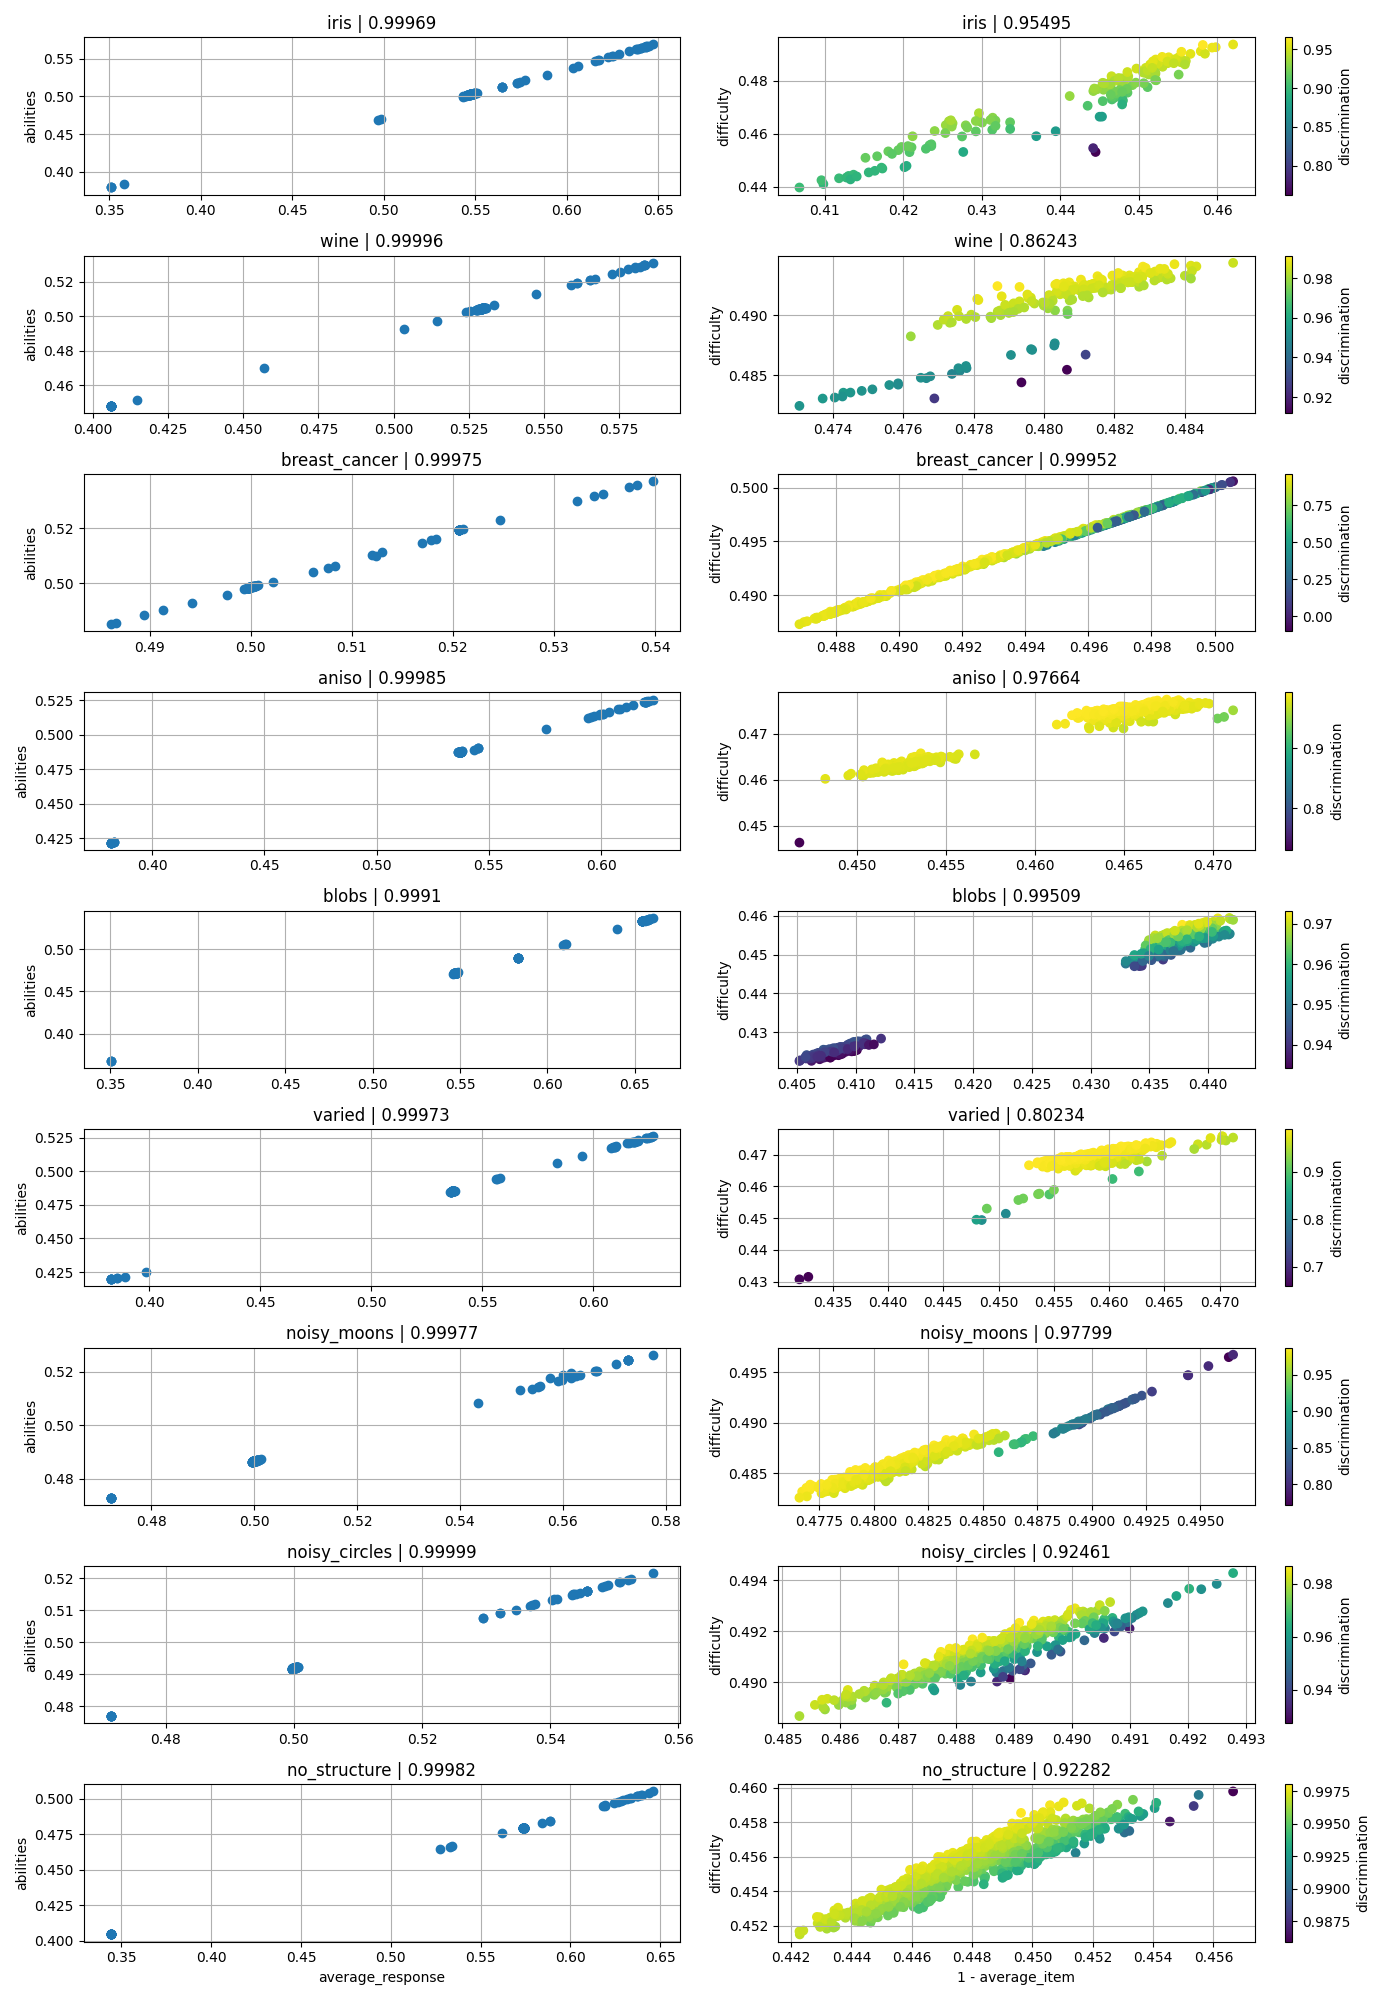 iris | 0.99969
abilities
0.55
0.50
0.45
0.40
0.35 0.40 0.45 0.50 0.55 0.60 0.65
iris | 0.95495
difficulty
0.48
0.46
0.44
0.41 0.42 0.43 0.44 0.45 0.46
0.95
0.90
0.85
0.80
discrimination
wine | 0.99996
abilities
0.52
0.50
0.48
0.46
0.400 0.425 0.450 0.475 0.500 0.525 0.550 0.575
wine | 0.86243
difficulty
0.490
0.485
0.474 0.476 0.478 0.480 0.482 0.484
0.98
0.96
0.94
0.92
discrimination
breast_cancer | 0.99975
abilities
0.52
0.50
0.49 0.50 0.51 0.52 0.53 0.54
breast_cancer | 0.99952
difficulty
0.500
0.495
0.490
0.488 0.490 0.492 0.494 0.496 0.498 0.500
0.75
0.50
0.25
0.00
discrimination
aniso | 0.99985
abilities
0.525
0.500
0.475
0.450
0.425
0.40 0.45 0.50 0.55 0.60
aniso | 0.97664
difficulty
0.47
0.46
0.45
0.450 0.455 0.460 0.465 0.470
0.9
0.8
discrimination
blobs | 0.9991
abilities
0.50
0.45
0.40
0.35 0.40 0.45 0.50 0.55 0.60 0.65
blobs | 0.99509
difficulty
0.46
0.45
0.44
0.43
0.405 0.410 0.415 0.420 0.425 0.430 0.435 0.440
0.97
0.96
0.95
0.94
discrimination
varied | 0.99973
abilities
0.525
0.500
0.475
0.450
0.425
0.40 0.45 0.50 0.55 0.60
varied | 0.80234
difficulty
0.47
0.46
0.45
0.44
0.43
0.435 0.440 0.445 0.450 0.455 0.460 0.465 0.470
0.9
0.8
0.7
discrimination
noisy_moons | 0.99977
abilities
0.52
0.50
0.48
0.48 0.50 0.52 0.54 0.56 0.58
noisy_moons | 0.97799
difficulty
0.495
0.490
0.485
0.4775 0.4800 0.4825 0.4850 0.4875 0.4900 0.4925 0.4950
0.95
0.90
0.85
0.80
discrimination
noisy_circles | 0.99999
abilities
0.52
0.51
0.50
0.49
0.48
0.48 0.50 0.52 0.54 0.56
noisy_circles | 0.92461
difficulty
0.494
0.492
0.490
0.485 0.486 0.487 0.488 0.489 0.490 0.491 0.492 0.493
0.98
0.96
0.94
discrimination
no_structure | 0.99982
abilities
0.500
0.475
0.450
0.425
0.400
0.35 0.40 0.45 0.50 0.55 0.60 0.65
average_response
no_structure | 0.92282
difficulty
0.460
0.458
0.456
0.454
0.452
0.442 0.444 0.446 0.448 0.450 0.452 0.454 0.456
1 - average_item
0.9975
0.9950
0.9925
0.9900
0.9875
discrimination